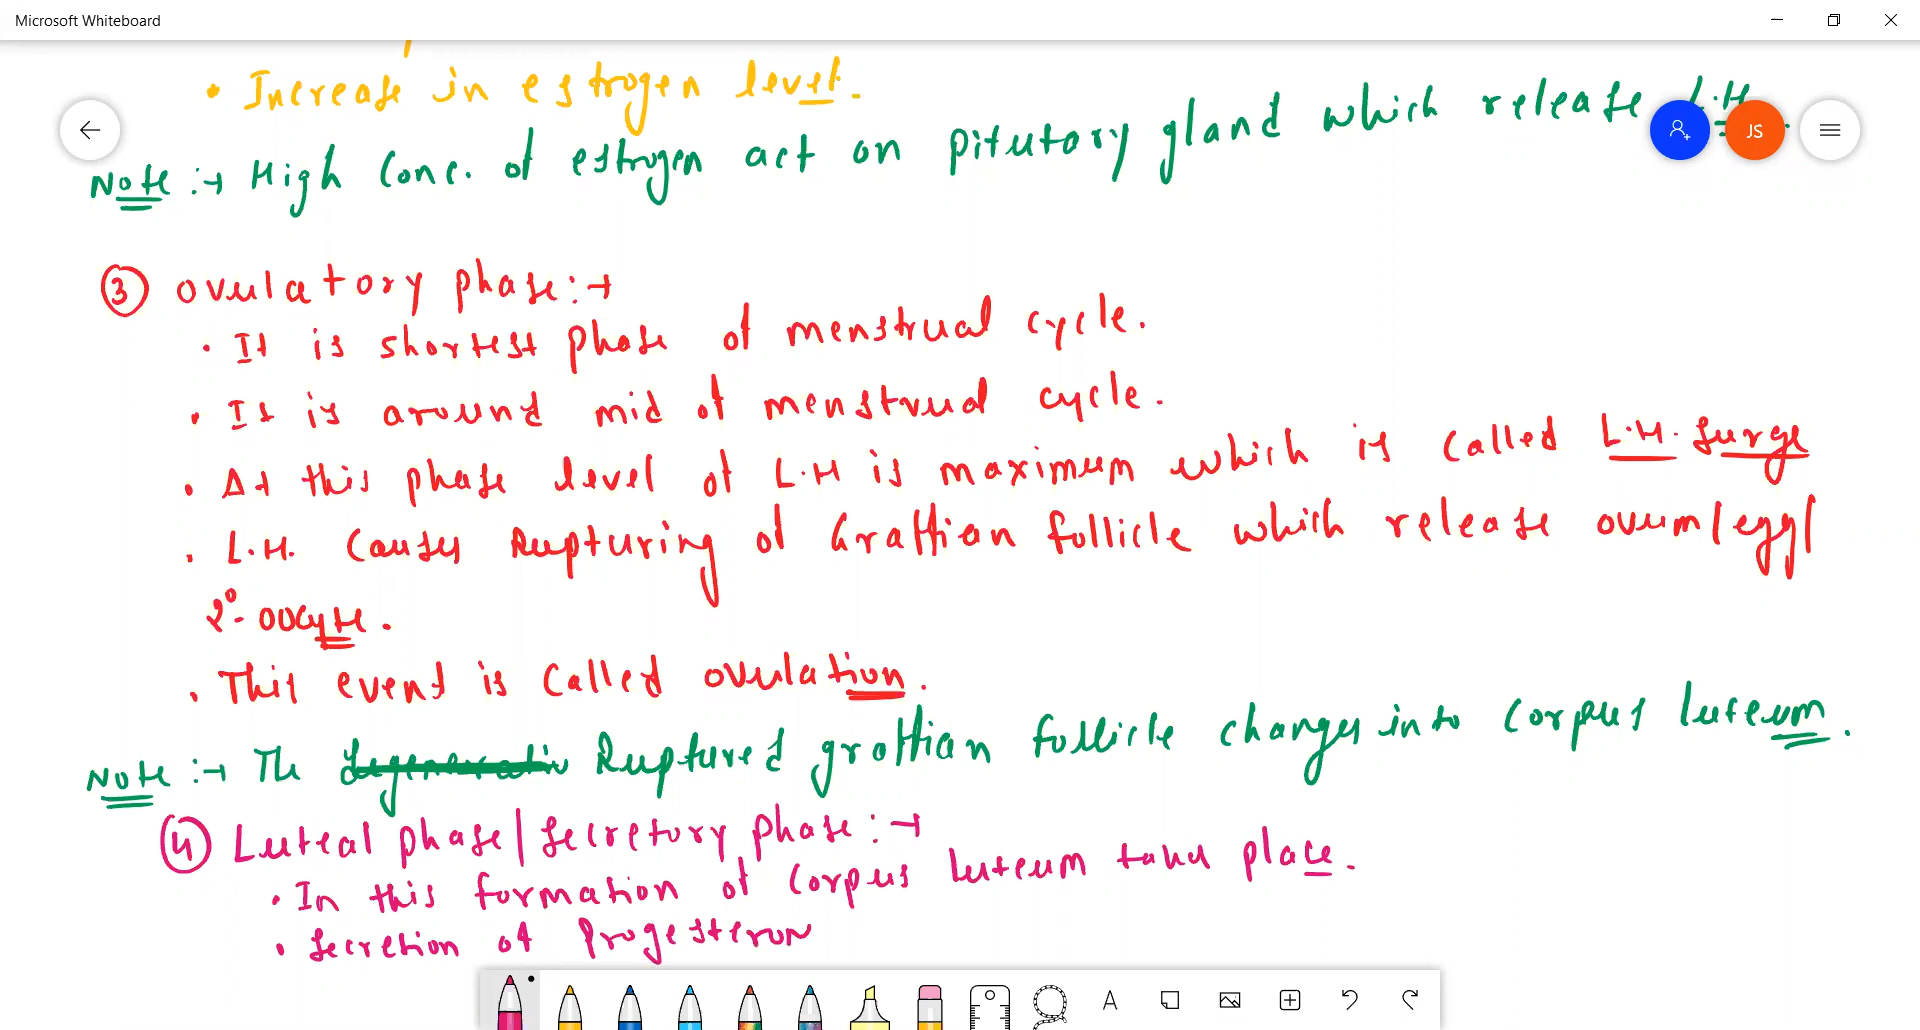 Microsoft Whiteboard
• Increase in estrogen level.
Note :→ High Conc. of estrogen act on pitutory gland which release L.H.
JS
③ ovulatory phase :→
• It is shortest phase of menstrual cycle.
• It is around mid of menstrual cycle.
• At this phase level of L.H is maximum which is called L.H. Surge
• L.H. Causes Rupturing of Graffian follicle which release ovum/egg/
2°- oocyte.
• This event is called ovulation.
Note :→ The Ruptured graffian follicle changes into corpus luteum.
④ Luteal phase/Secretory phase :→
• In this formation of corpus luteum takes place.
• Secretion of Progesteron